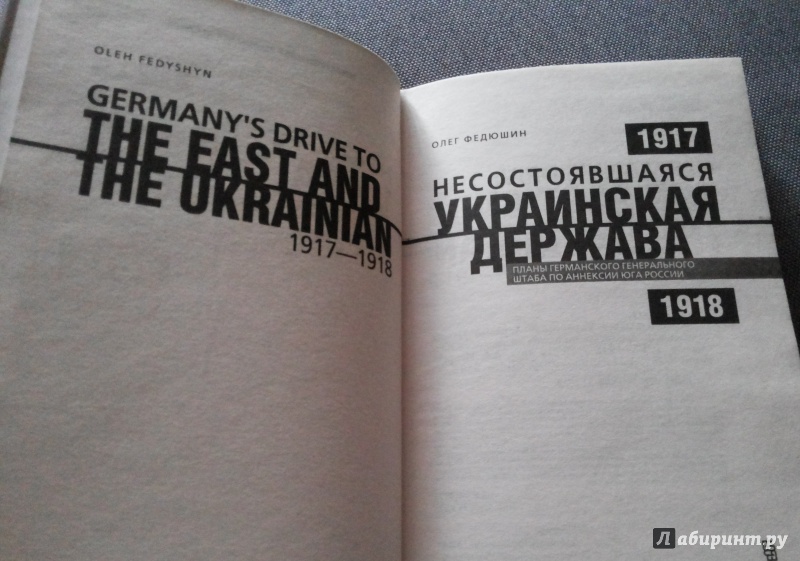 OLEH FEDYSHYN
GERMANY'S DRIVE TO
THE EAST AND
THE UKRAINIAN
1917—1918
ОЛЕГ ФЕДЮШИН
1917
НЕСОСТОЯВШАЯСЯ
УКРАИНСКАЯ
ДЕРЖАВА
ПЛАНЫ ГЕРМАНСКОГО ГЕНЕРАЛЬНОГО
ШТАБА ПО АННЕКСИИ ЮГА РОССИИ
1918
Лабиринт.ру